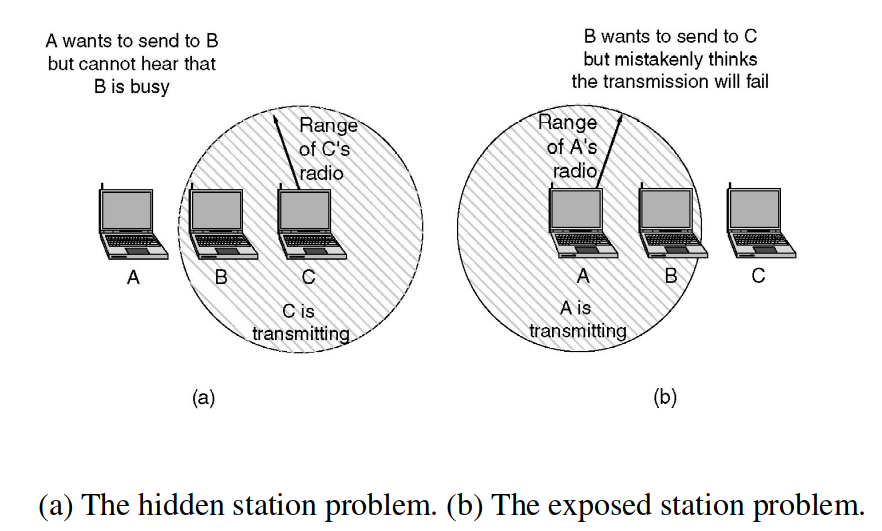 A wants to send to B
but cannot hear that
B is busy
Range
of C's
radio
A
B
C
C is
transmitting
(a)
B wants to send to C
but mistakenly thinks
the transmission will fail
Range
of A's
radio
A
B
C
A is
transmitting
(b)
(a) The hidden station problem. (b) The exposed station problem.